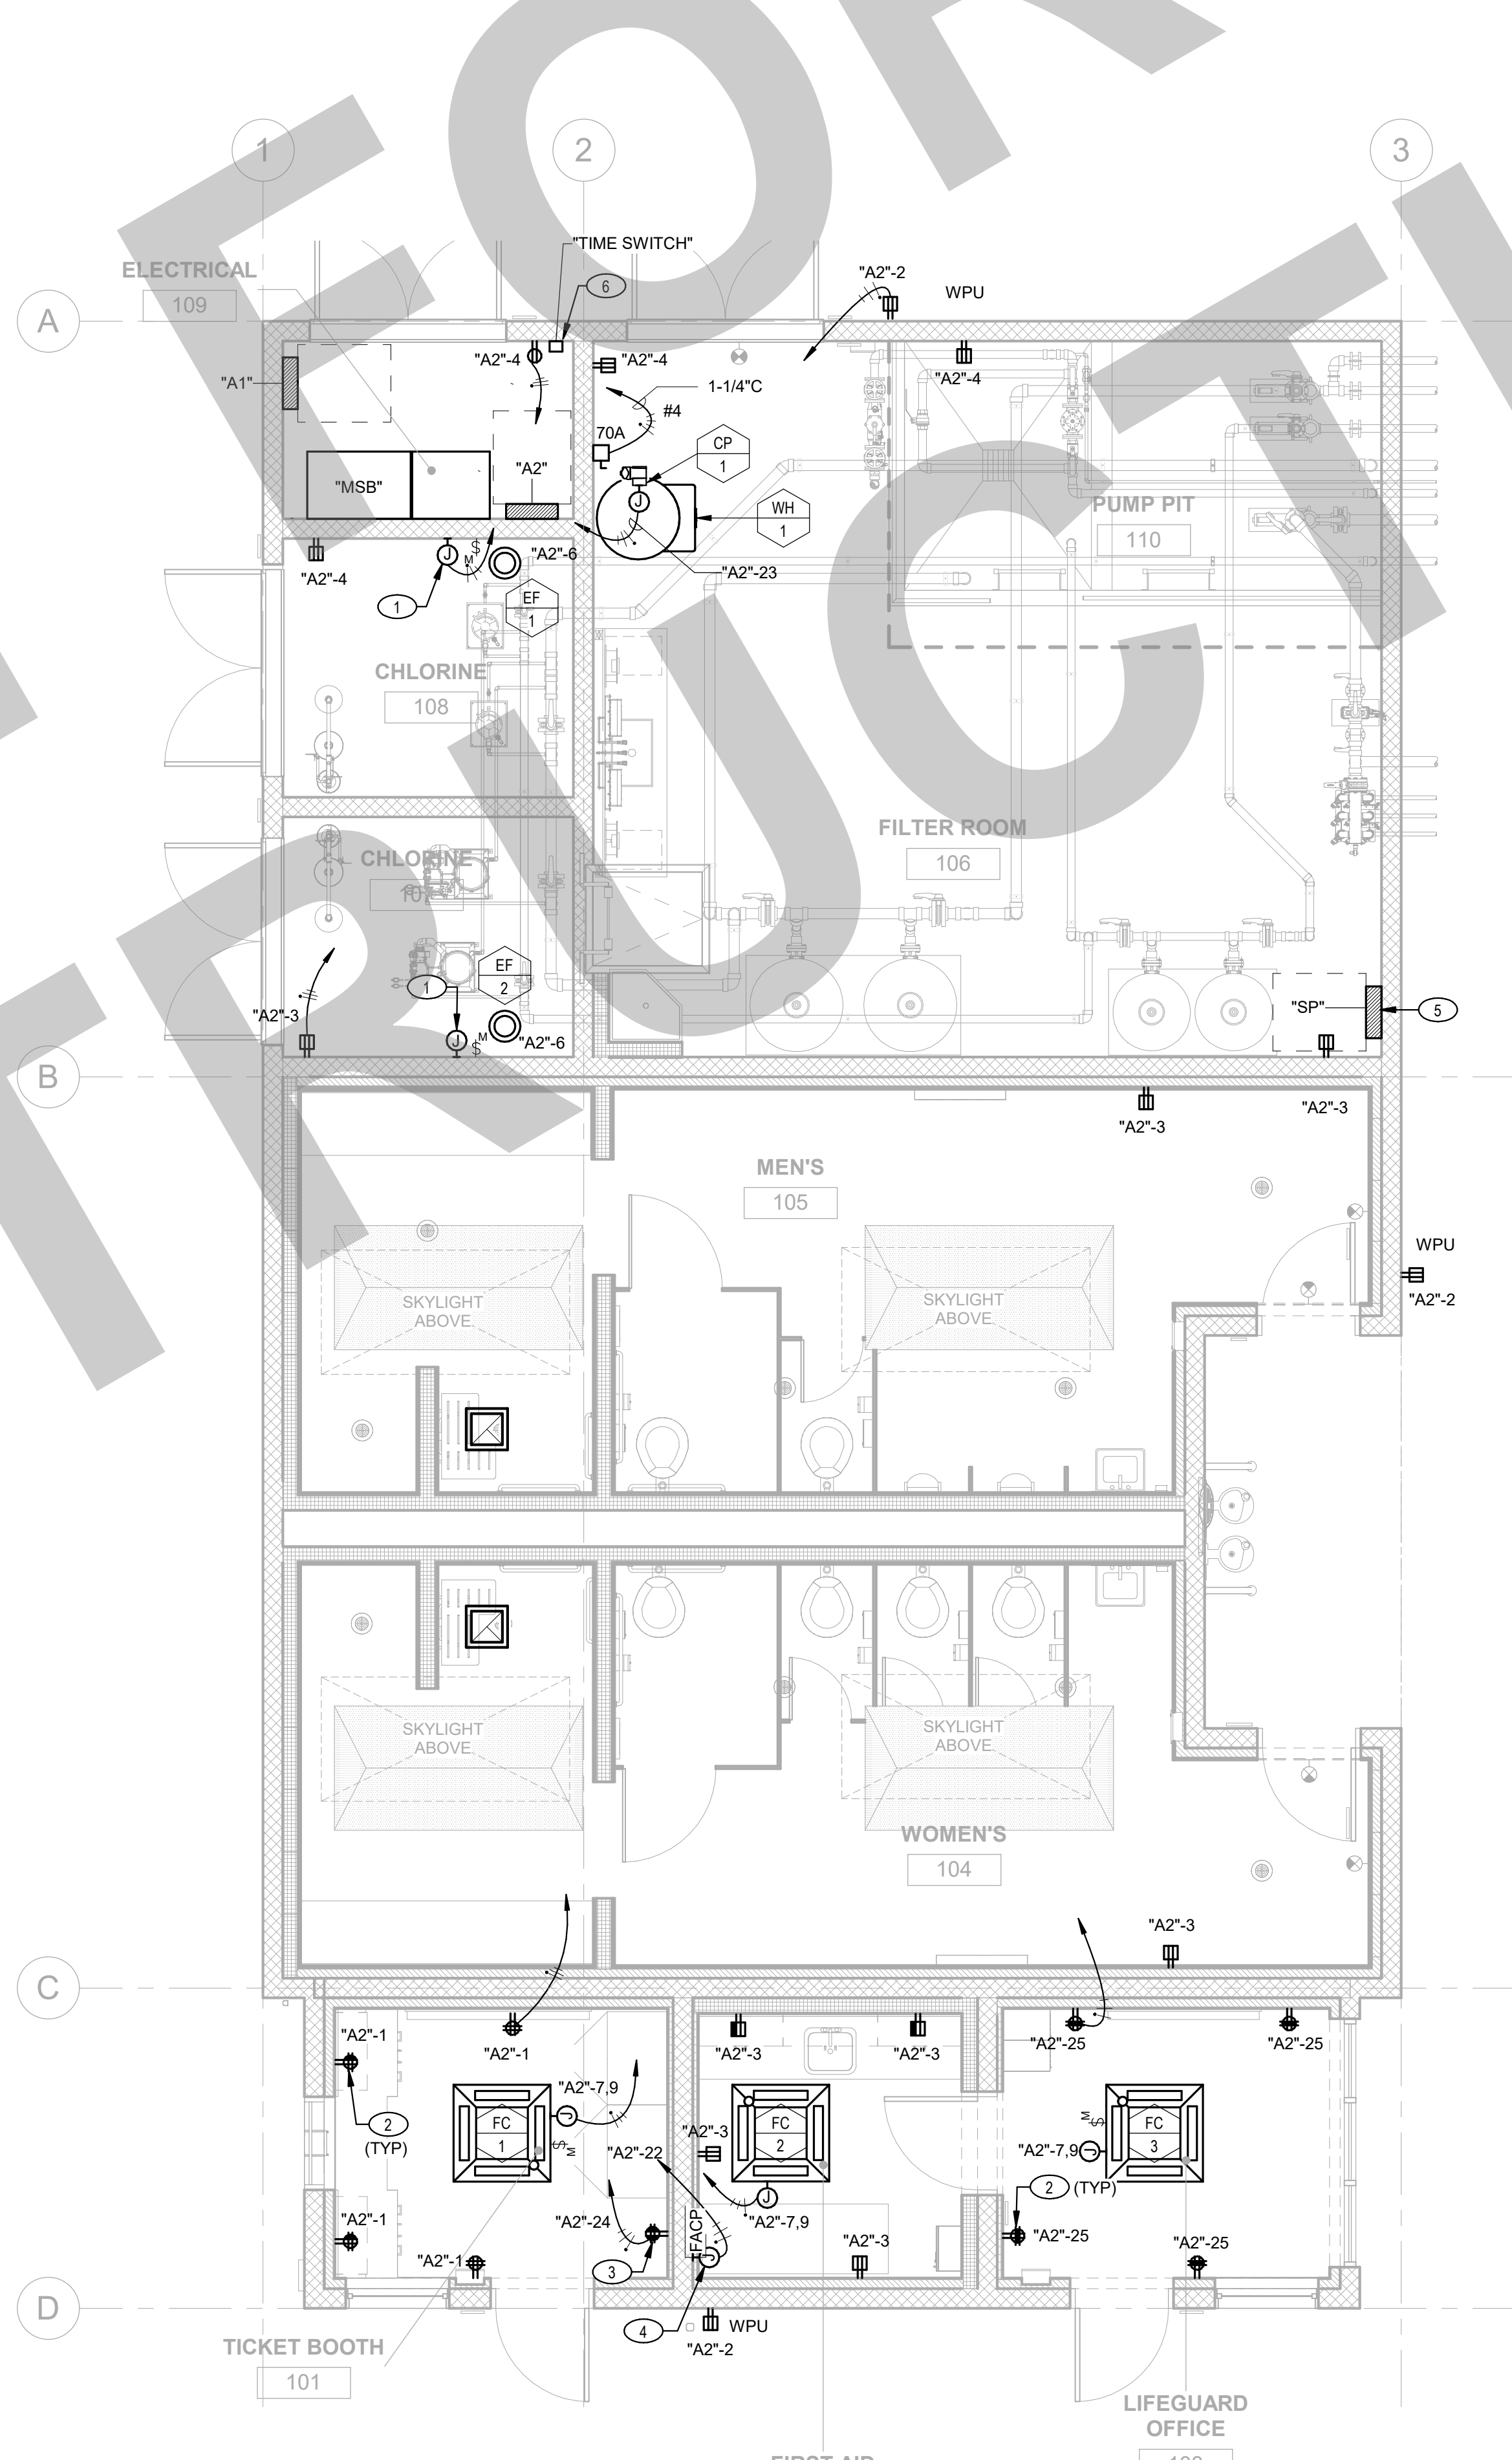 1
2
3
"TIME SWITCH"
ELECTRICAL
109
6
"A2"-2
WPU
A
"A2"-4
"A2"-4
"A2"-4
"A1"
1-1/4"C
#4
70A
CP
1
"A2"
"MSB"
WH
1
PUMP PIT
110
"A2"-4
$
M
"A2"-6
"A2"-23
1
EF
1
CHLORINE
108
FILTER ROOM
106
CHLORINE
EF
2
1
"A2"-3
$
M
"A2"-6
"SP"
5
B
"A2"-3
"A2"-3
MEN'S
105
WPU
"A2"-2
SKYLIGHT
ABOVE
SKYLIGHT
ABOVE
SKYLIGHT
ABOVE
SKYLIGHT
ABOVE
WOMEN'S
104
"A2"-3
C
"A2"-1
"A2"-1
"A2"-3
"A2"-3
"A2"-25
"A2"-25
"A2"-7,9
2
(TYP)
FC
1
$
M
"A2"-3
FC
2
M
$
FC
3
"A2"-7,9
"A2"-22
2
(TYP)
"A2"-1
"A2"-24
FACP
"A2"-7,9
"A2"-25
"A2"-1
3
"A2"-3
"A2"-25
D
4
WPU
"A2"-2
TICKET BOOTH
101
LIFEGUARD
OFFICE
FIRST AID